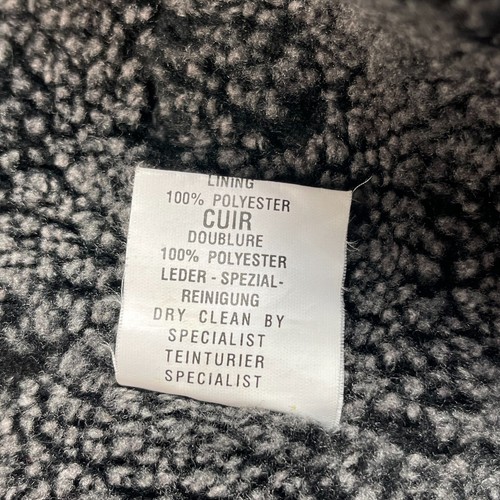 LINING
100% POLYESTER
CUIR
DOUBLURE
100% POLYESTER
LEDER - SPEZIAL-
REINIGUNG
DRY CLEAN BY
SPECIALIST
TEINTURIER
SPECIALIST